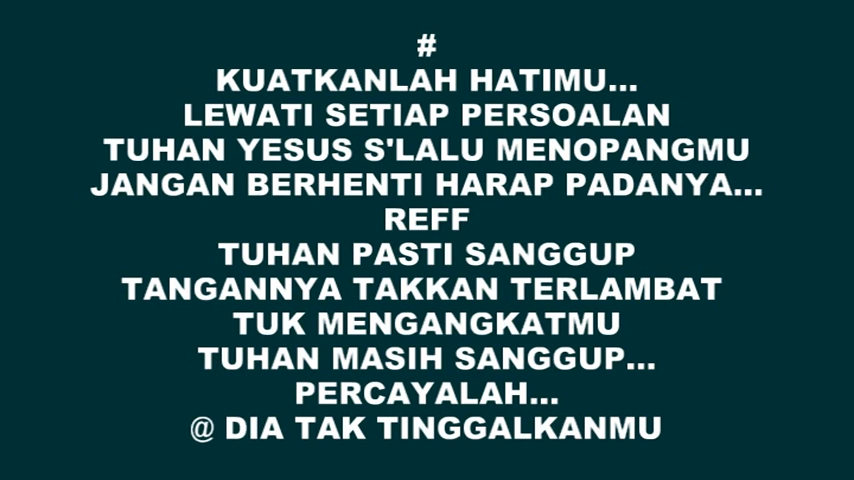 #
KUATKANLAH HATIMU...
LEWATI SETIAP PERSOALAN
TUHAN YESUS S'LALU MENOPANGMU
JANGAN BERHENTI HARAP PADANYA...
REFF
TUHAN PASTI SANGGUP
TANGANNYA TAKKAN TERLAMBAT
TUK MENGANGKATMU
TUHAN MASIH SANGGUP...
PERCAYALAH...
@ DIA TAK TINGGALKANMU